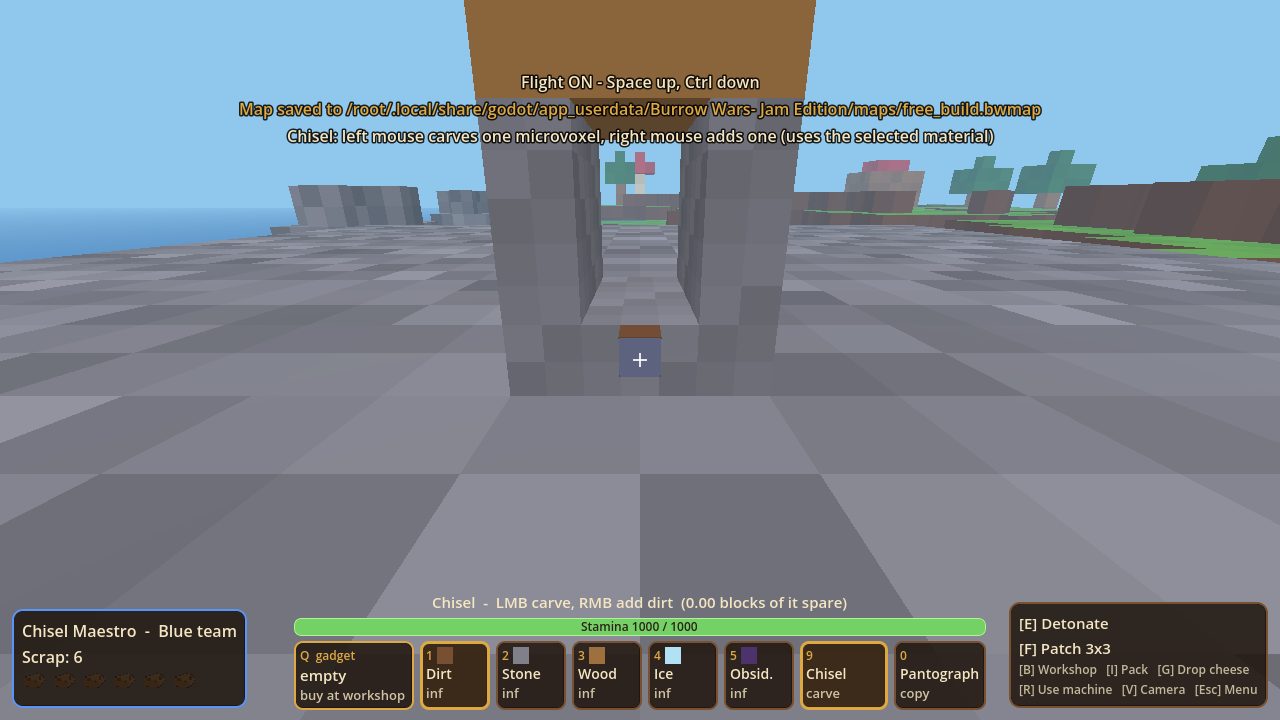 Flight ON - Space up, Ctrl down
Map saved to /root/.local/share/godot/app_userdata/Burrow Wars- Jam Edition/maps/free_build.bwmap
Chisel: left mouse carves one microvoxel, right mouse adds one (uses the selected material)
Chisel - LMB carve, RMB add dirt (0.00 blocks of it spare)
Stamina 1000 / 1000
Chisel Maestro - Blue team
Scrap: 6
Q gadget
empty
buy at workshop
1
Dirt
inf
2
Stone
inf
3
Wood
inf
4
Ice
inf
5
Obsid.
inf
9
Chisel
carve
0
Pantograph
copy
[E] Detonate
[F] Patch 3x3
[B] Workshop [I] Pack [G] Drop cheese
[R] Use machine [V] Camera [Esc] Menu